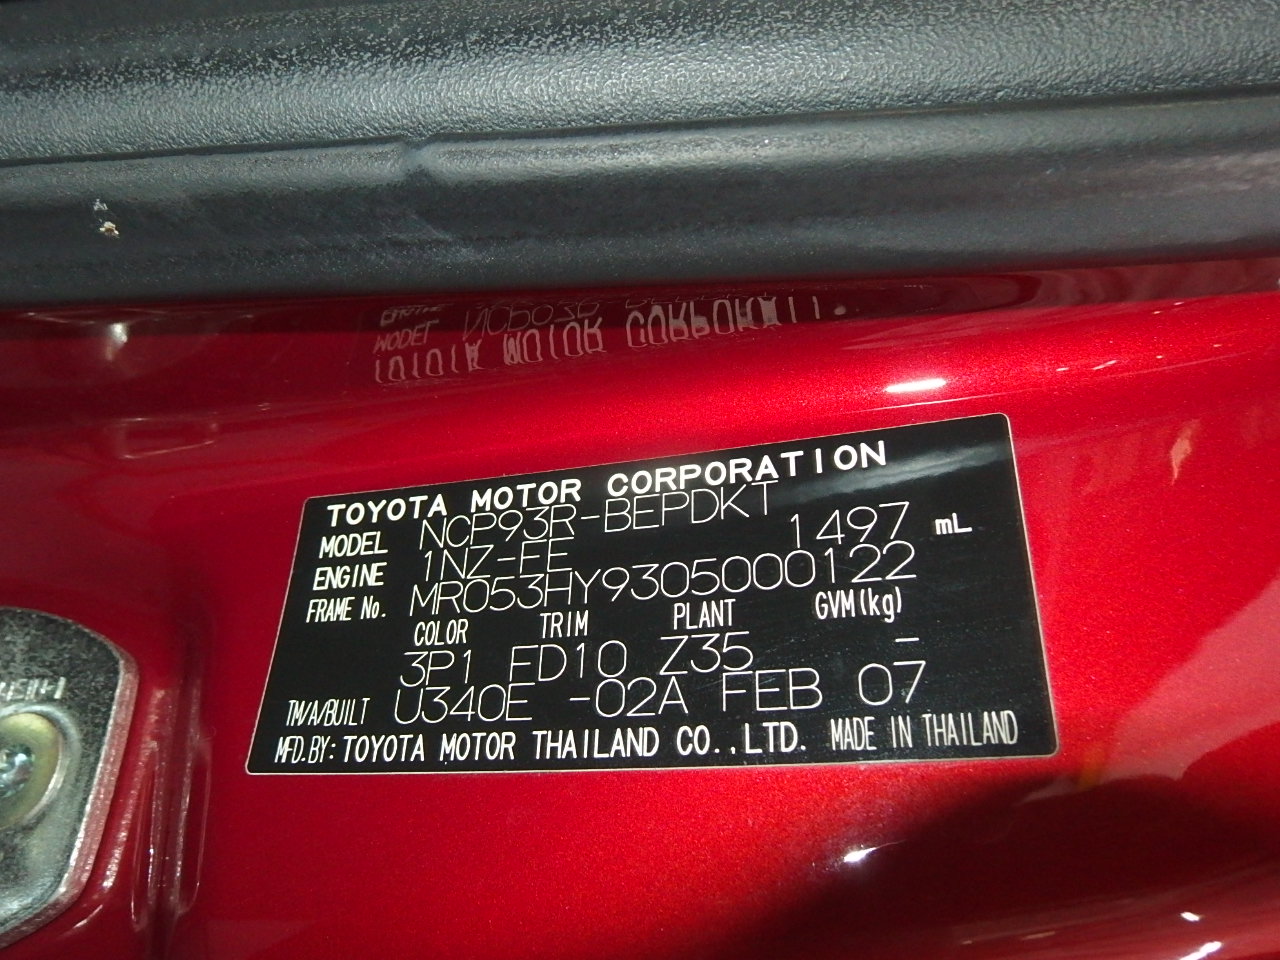 TOYOTA MOTOR CORPORATION
MODEL NCP93R-BEPDKT
ENGINE 1NZ-FE 1497 mL
FRAME No. MR053HY9305000122
COLOR TRIM PLANT GVM(kg)
3P1 FD10 Z35 -
TM/A/BUILT U340E -02A FEB 07
MFD.BY: TOYOTA MOTOR THAILAND CO.,LTD. MADE IN THAILAND